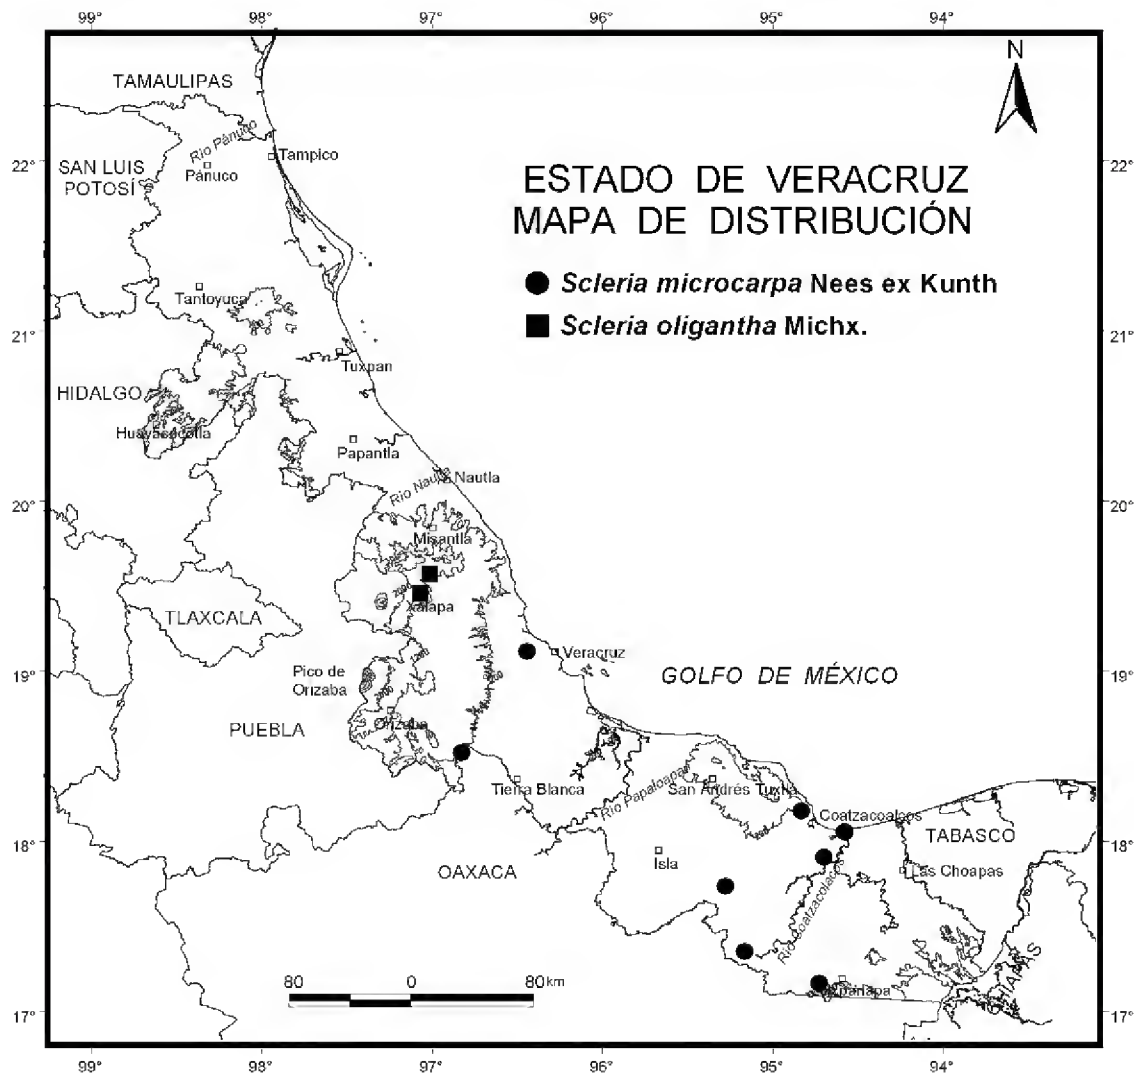 99° 98° 97° 96° 95° 94°
N
TAMAULIPAS
Río Pánuco
22°
Tampico
22°
SAN LUIS
POTOSÍ
Pánuco
ESTADO DE VERACRUZ
MAPA DE DISTRIBUCIÓN
Scleria microcarpa Nees ex Kunth
Tantoyuca
Scleria oligantha Michx.
21°
21°
Tuxpan
HIDALGO
Huayacocotla
Papantla
Nautla
Río Nautla
20°
20°
Misantla
2000
Xalapa
TLAXCALA
Veracruz
GOLFO DE MÉXICO
19°
19°
Pico de
Orizaba
Orizaba
PUEBLA
Tierra Blanca
Río Papaloapan
San Andrés Tuxtla
Coatzacoalcos
TABASCO
18°
18°
Isla
OAXACA
Las Choapas
Río Coatzacoalcos
CHIAPAS
80 0 80 km
17°
17°
99° 98° 97° 96° 95° 94°